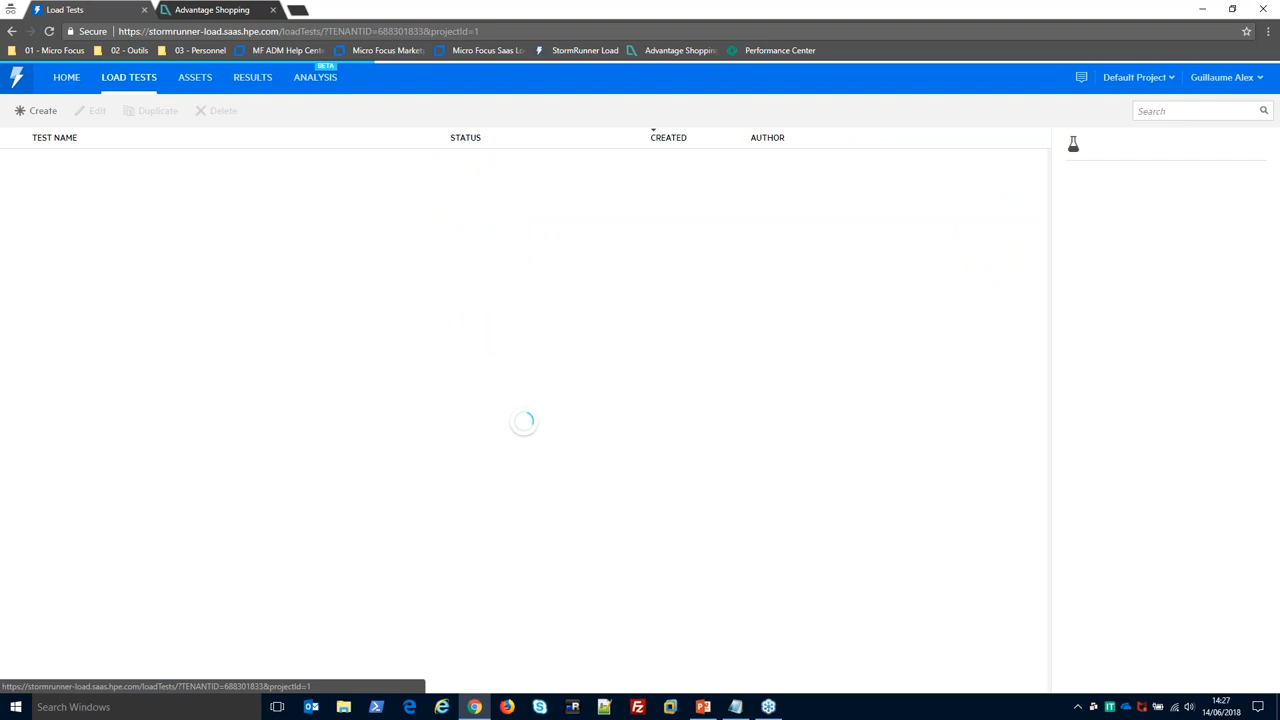 Load Tests
Advantage Shopping
Secure https://stormrunner-load.saas.hpe.com/loadTests/?TENANTID=688301833&projectId=1
01 - Micro Focus 02 - Outils 03 - Personnel MF ADM Help Cent Micro Focus Market Micro Focus Saas Lo StormRunner Load Advantage Shopping Performance Center
BETA
HOME LOAD TESTS ASSETS RESULTS ANALYSIS Default Project Guillaume Alex
Create Edit Duplicate Delete Search
TEST NAME STATUS CREATED AUTHOR
https://stormrunner-load.saas.hpe.com/loadTests/?TENANTID=688301833&projectId=1
Search Windows
14:27
14/06/2018